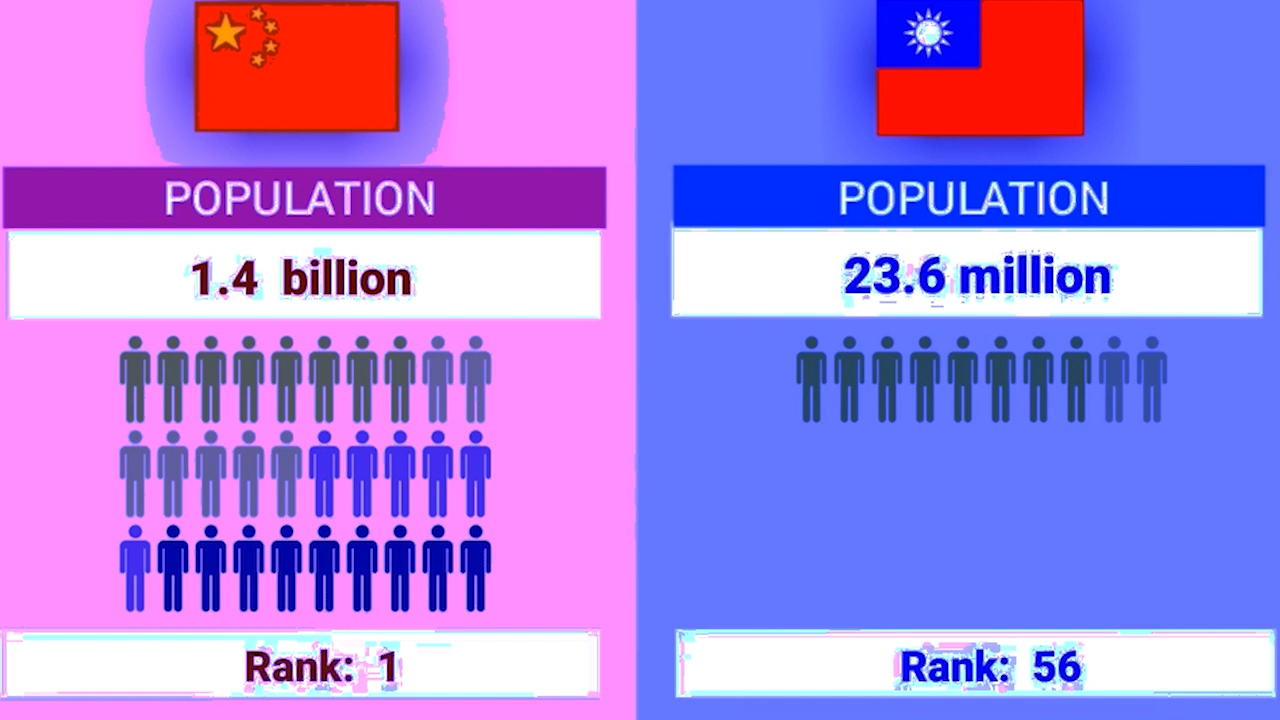 POPULATION
1.4 billion
Rank: 1
POPULATION
23.6 million
Rank: 56